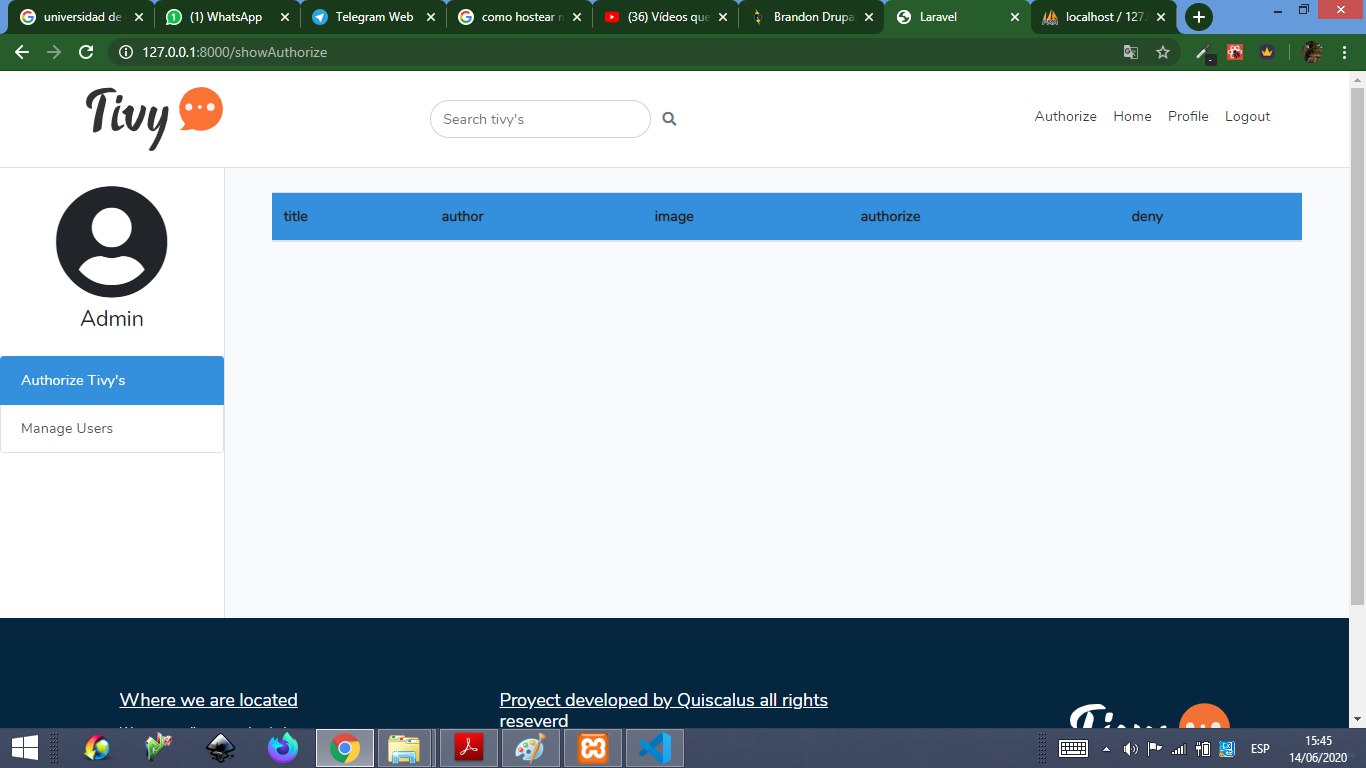 universidad de
(1) WhatsApp
Telegram Web
como hostear
(36) Vídeos que
Brandon Drupa
Laravel
localhost / 127.
127.0.0.1:8000/showAuthorize
Tivy
Search tivy's
Authorize Home Profile Logout
title author image authorize deny
Admin
Authorize Tivy's
Manage Users
Where we are located
Proyect developed by Quiscalus all rights
reseverd
ESP
15:45
14/06/2020